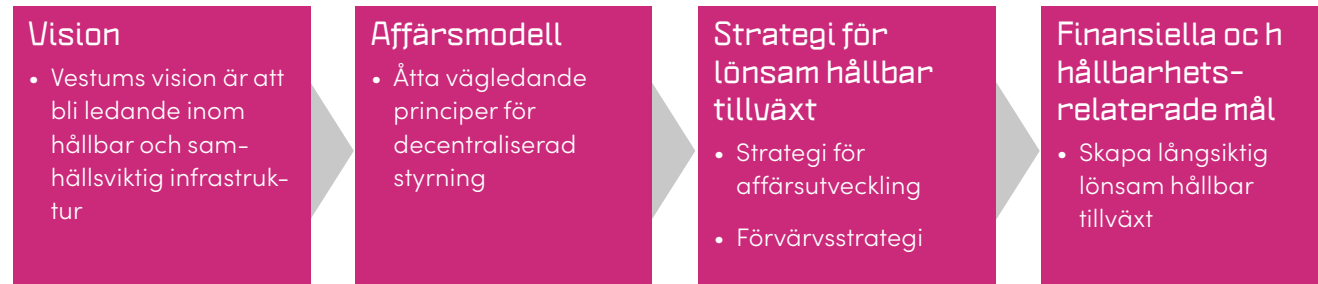 Vision
• Vestums vision är att
bli ledande inom
hållbar och sam-
hällsviktig infrastruk-
tur
Affärsmodell
• Åtta vägledande
principer för
decentraliserad
styrning
Strategi för
lönsam hållbar
tillväxt
• Strategi för
affärsutveckling
• Förvärvsstrategi
Finansiella oc h
hållbarhets-
relaterade mål
• Skapa långsiktig
lönsam hållbar
tillväxt